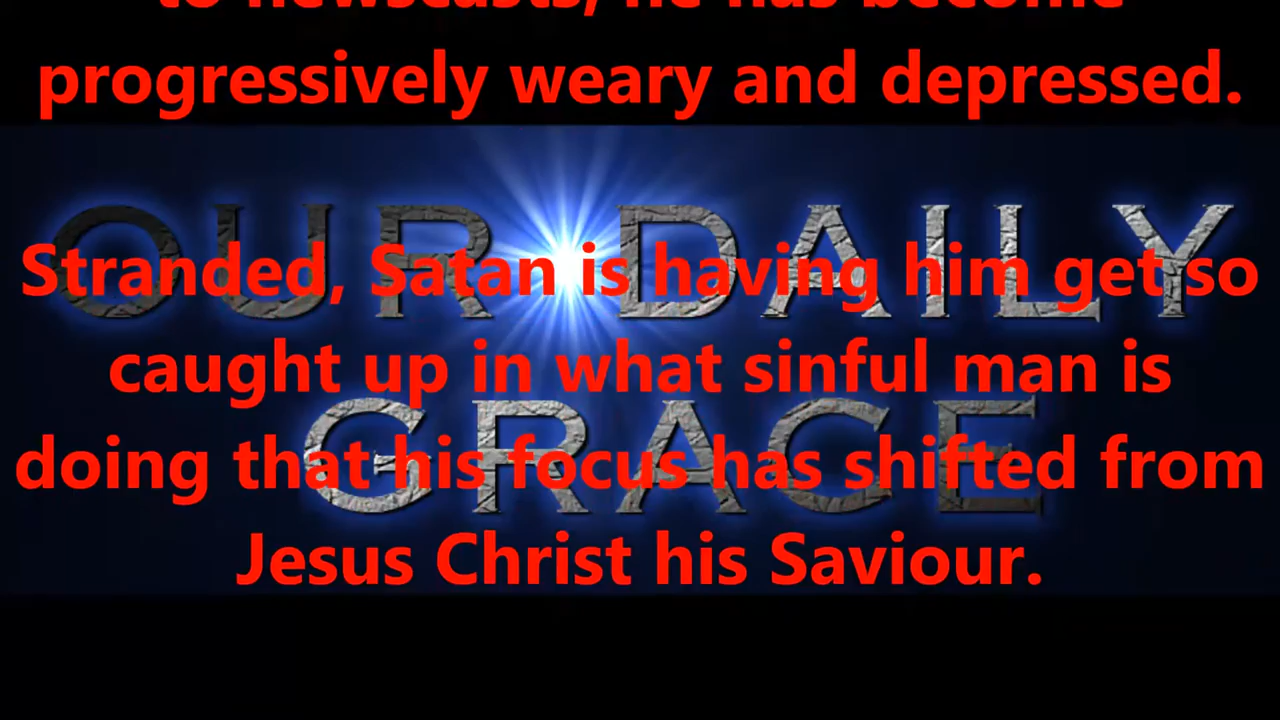 to newscasts, he has become
progressively weary and depressed.
OUR DAILY
Stranded, Satan is having him get so
caught up in what sinful man is
GRACE
doing that his focus has shifted from
Jesus Christ his Saviour.